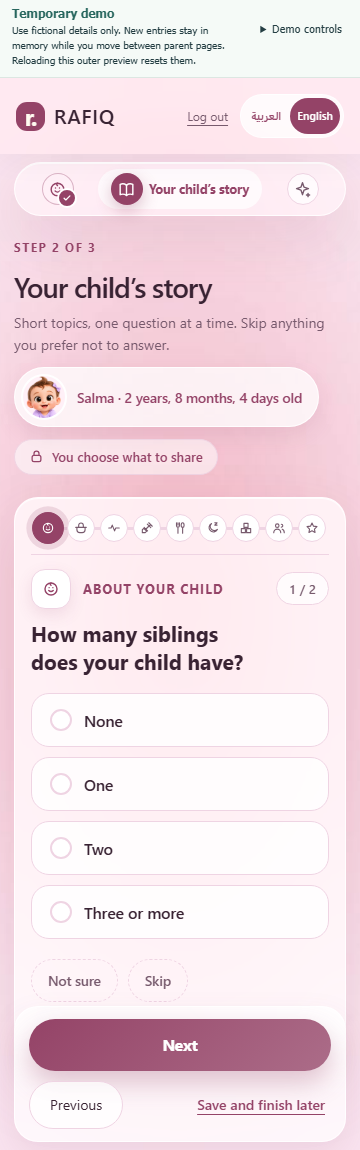 Temporary demo
Use fictional details only. New entries stay in
memory while you move between parent pages.
Reloading this outer preview resets them.
▶ Demo controls
r.
RAFIQ
Log out
العربية
English
Your child's story
STEP 2 OF 3
Your child's story
Short topics, one question at a time. Skip anything
you prefer not to answer.
Salma · 2 years, 8 months, 4 days old
You choose what to share
ABOUT YOUR CHILD
1 / 2
How many siblings
does your child have?
None
One
Two
Three or more
Not sure
Skip
Next
Previous
Save and finish later